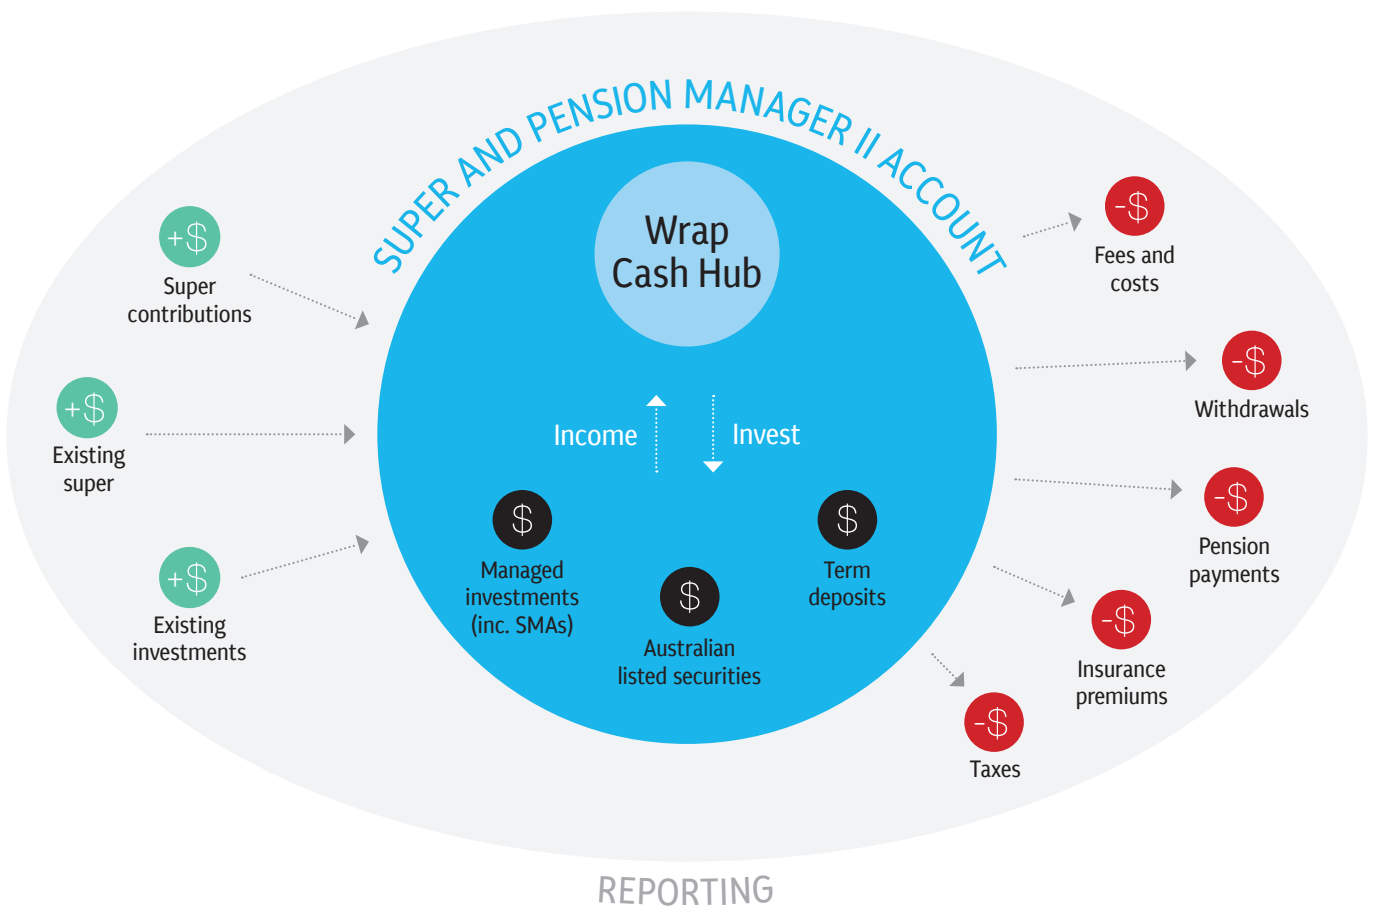 SUPER AND PENSION MANAGER II ACCOUNT
+$
Super
contributions
+$
Existing
super
+$
Existing
investments
Wrap
Cash Hub
Income
Invest
$
Managed
investments
(inc. SMAs)
$
Australian
listed securities
$
Term
deposits
-$
Fees and
costs
-$
Withdrawals
-$
Pension
payments
-$
Insurance
premiums
-$
Taxes
REPORTING